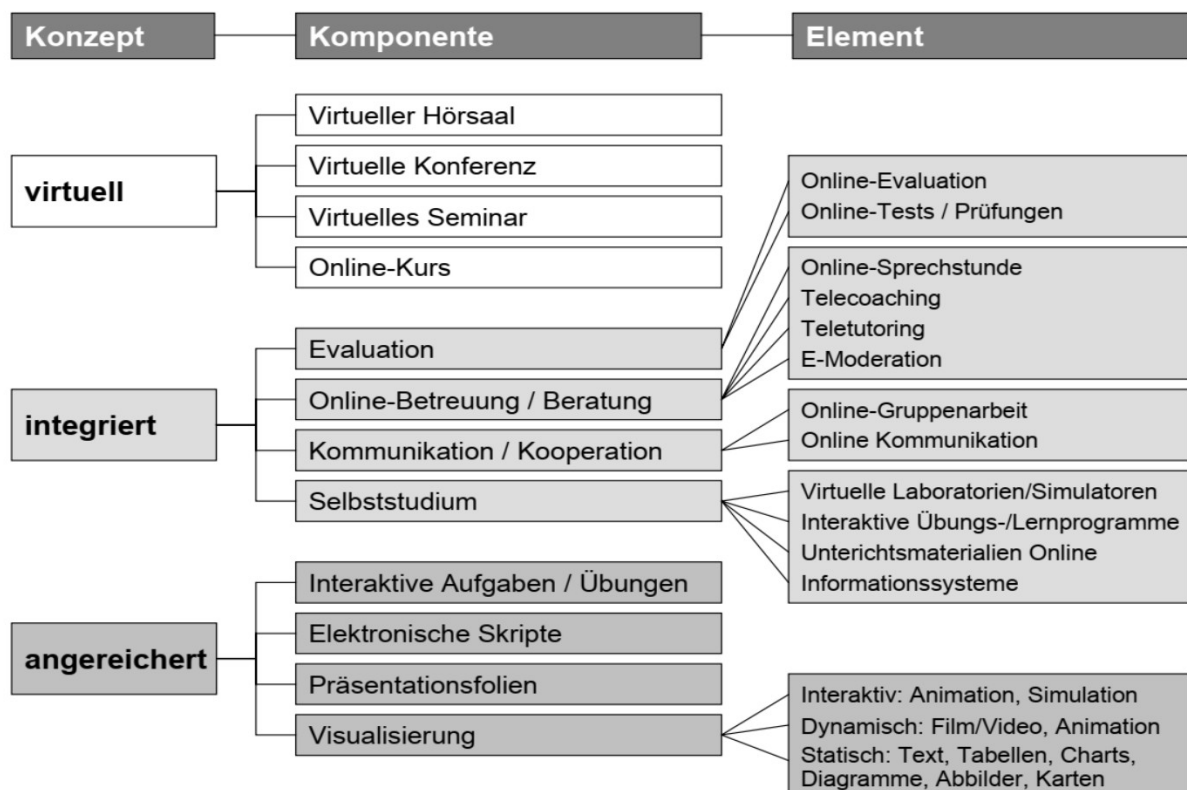 Konzept
Komponente
Element
virtuell
Virtueller Hörsaal
Virtuelle Konferenz
Virtuelles Seminar
Online-Kurs
integriert
Evaluation
Online-Betreuung / Beratung
Kommunikation / Kooperation
Selbststudium
angereichert
Interaktive Aufgaben / Übungen
Elektronische Skripte
Präsentationsfolien
Visualisierung
Online-Evaluation
Online-Tests / Prüfungen
Online-Sprechstunde
Telecoaching
Teletutoring
E-Moderation
Online-Gruppenarbeit
Online Kommunikation
Virtuelle Laboratorien/Simulatoren
Interaktive Übungs-/Lernprogramme
Unterichtsmaterialien Online
Informationssysteme
Interaktiv: Animation, Simulation
Dynamisch: Film/Video, Animation
Statisch: Text, Tabellen, Charts,
Diagramme, Abbilder, Karten